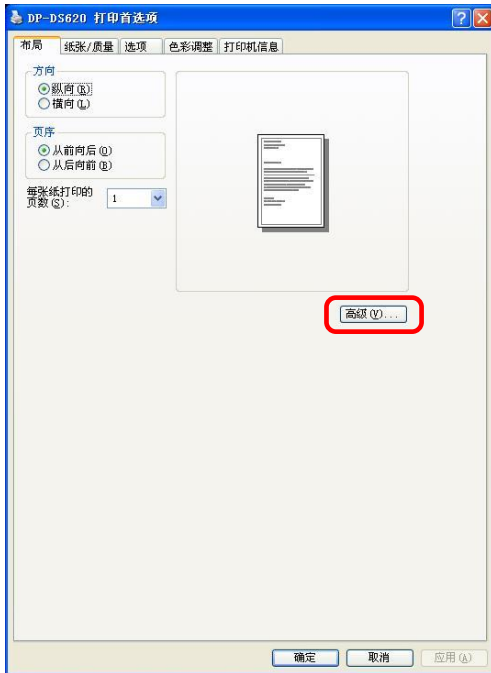 DP-DS620 打印首选项
布局 纸张/质量 选项 色彩调整 打印机信息
方向
纵向(R)
横向(L)
页序
从前向后(O)
从后向前(B)
每张纸打印的
页数(S): 1
高级(V)...
确定 取消 应用(A)